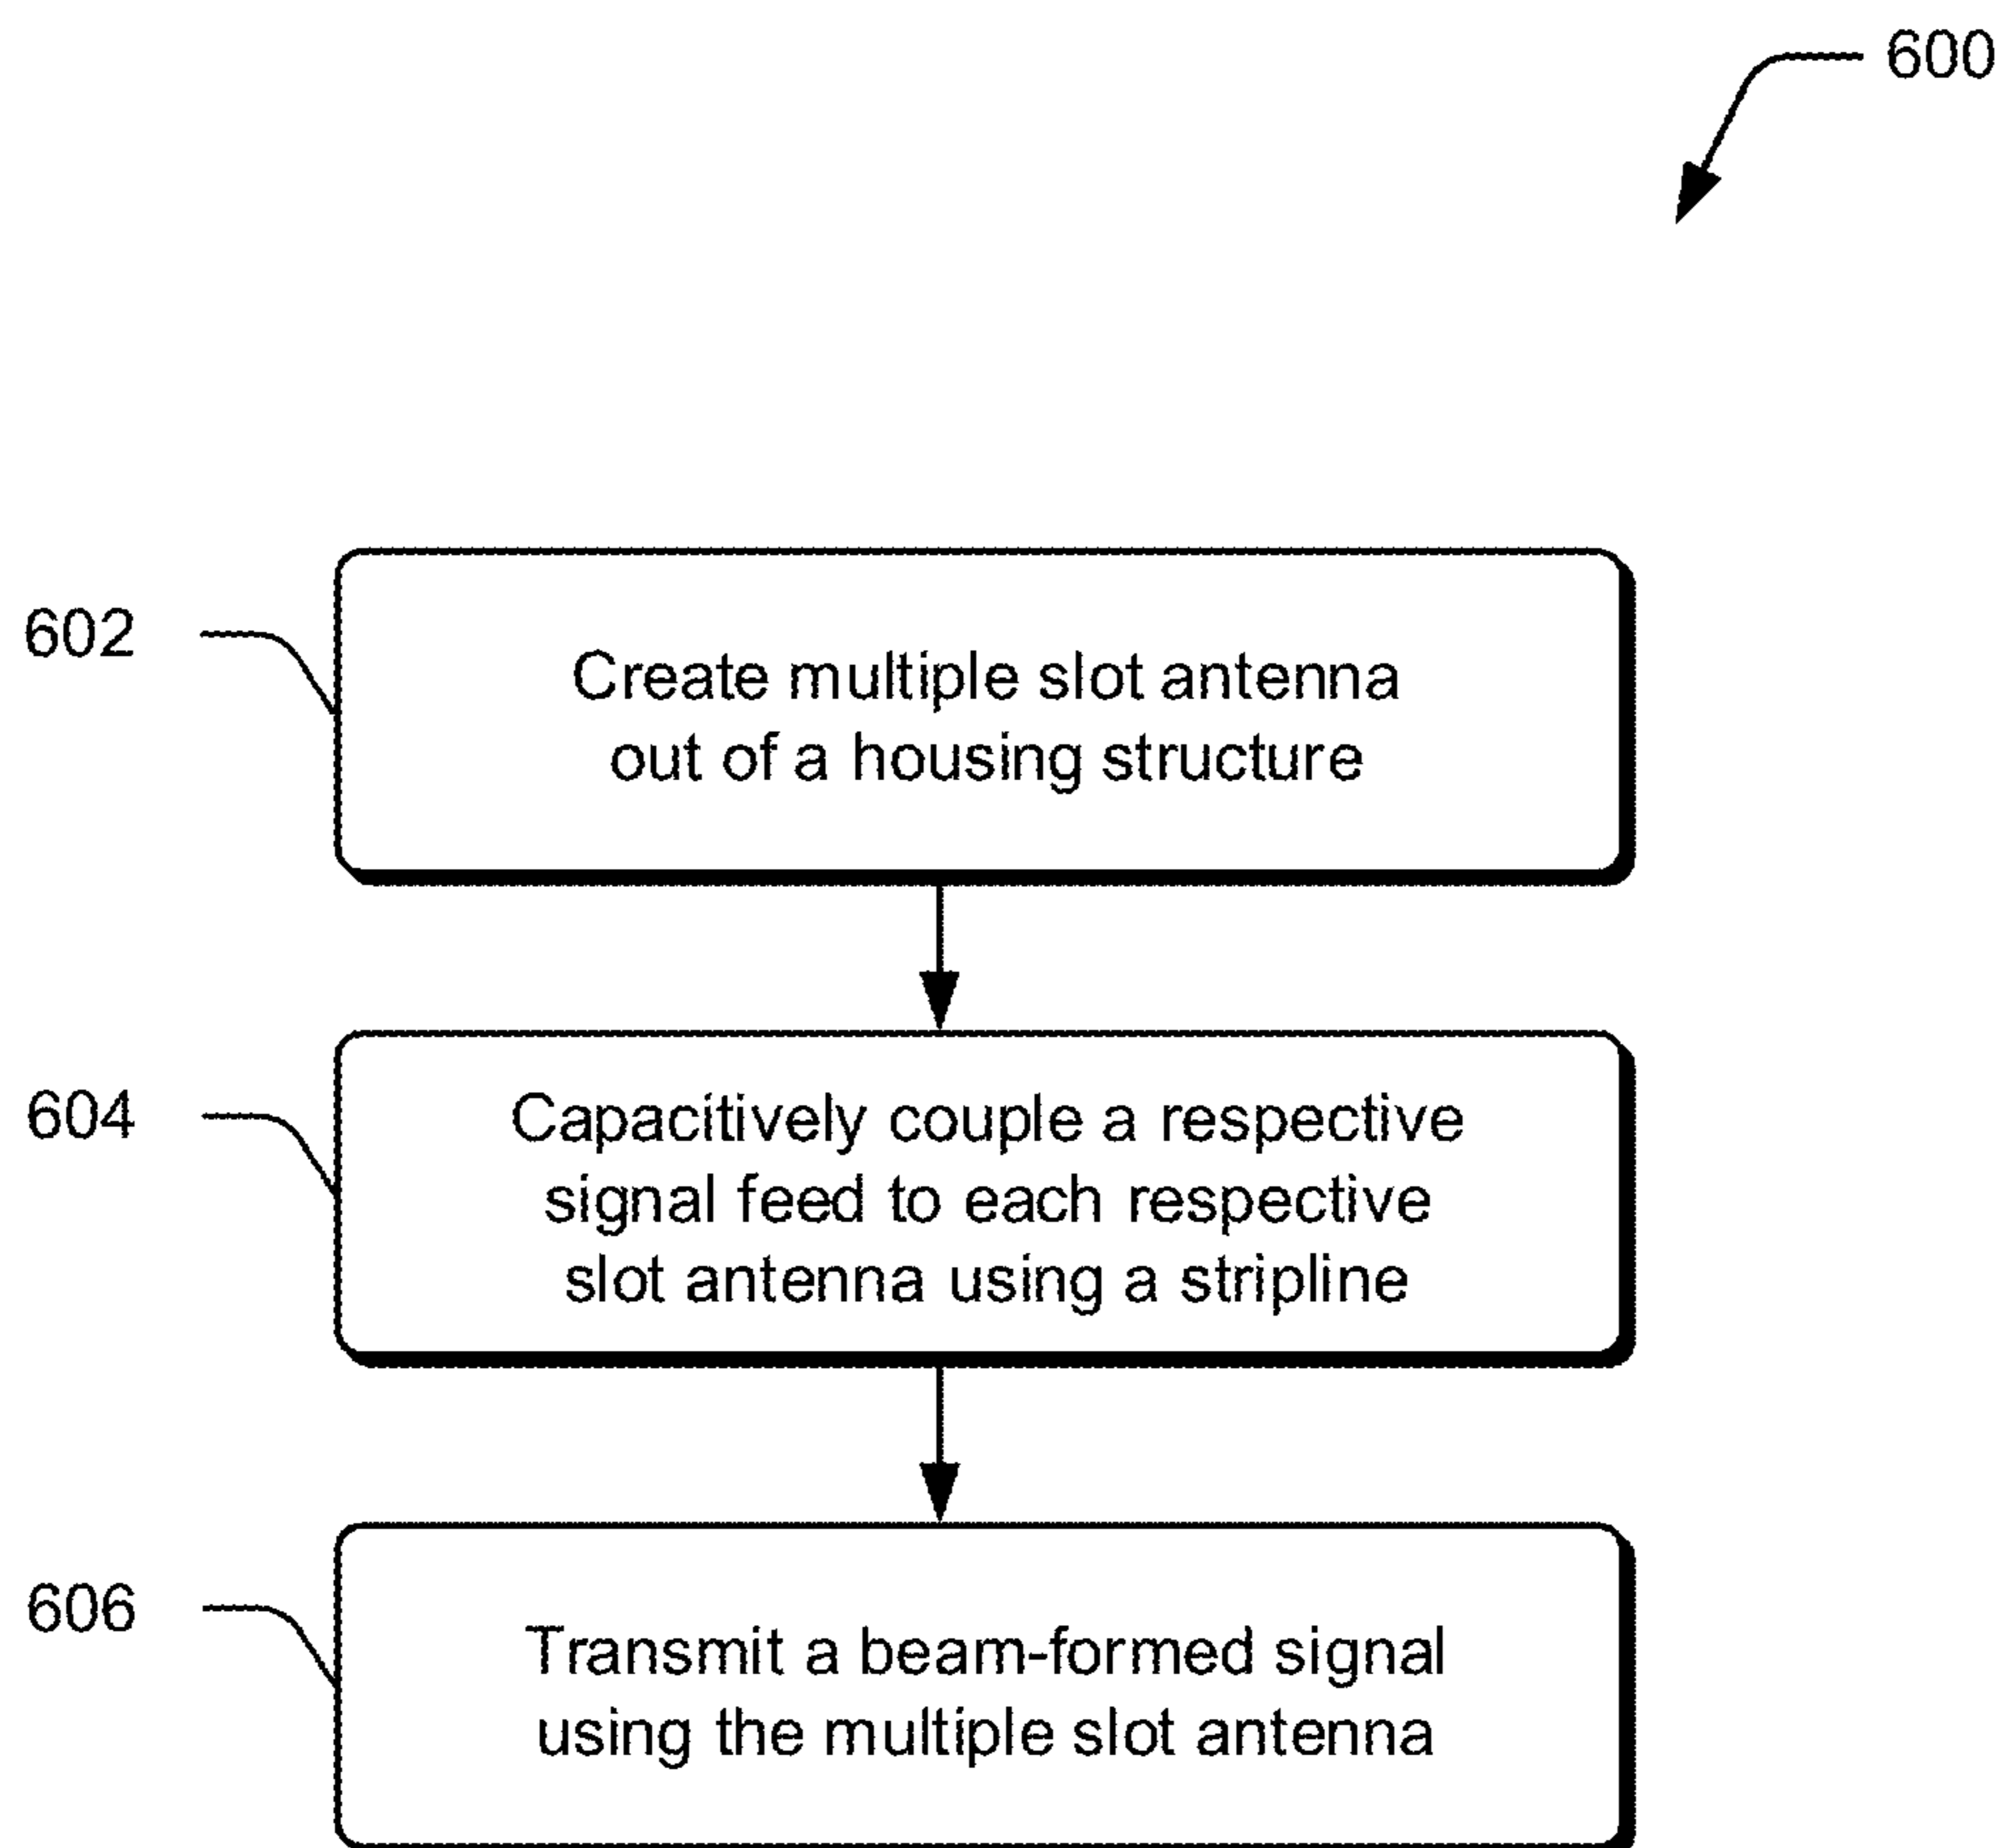 600
602
Create multiple slot antenna
out of a housing structure
604
Capacitively couple a respective
signal feed to each respective
slot antenna using a stripline
606
Transmit a beam-formed signal
using the multiple slot antenna